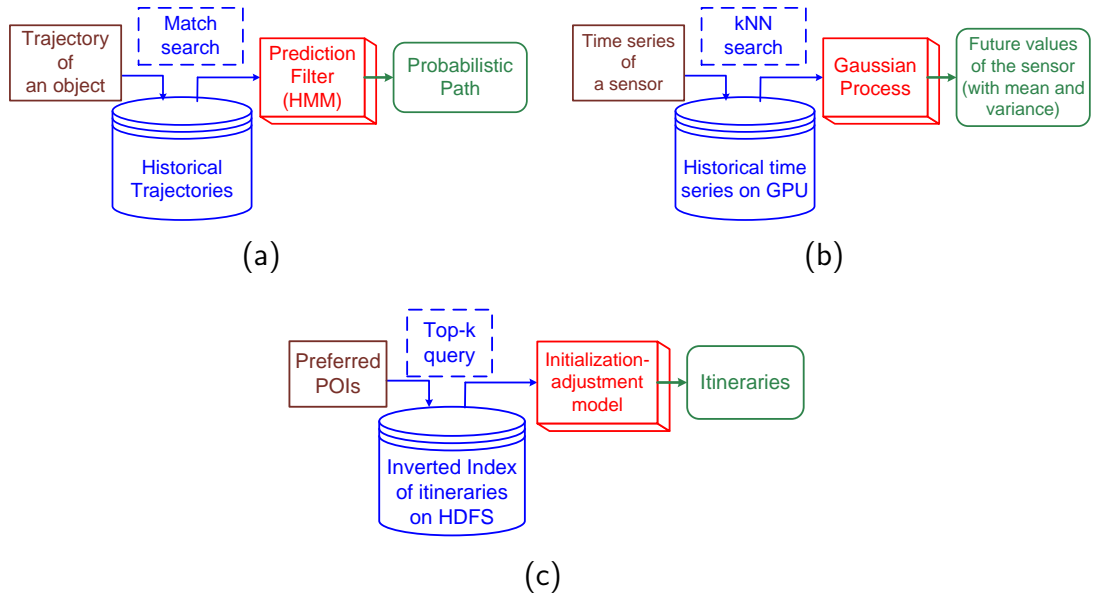 Trajectory
of
an object
Match
search
Prediction
Filter
(HMM)
Probabilistic
Path
Historical
Trajectories
(a)
Time series
of
a sensor
kNN
search
Gaussian
Process
Future values
of the sensor
(with mean and
variance)
Historical time
series on GPU
(b)
Preferred
POIs
Top-k
query
Initialization-
adjustment
model
Itineraries
Inverted Index
of itineraries
on HDFS
(c)